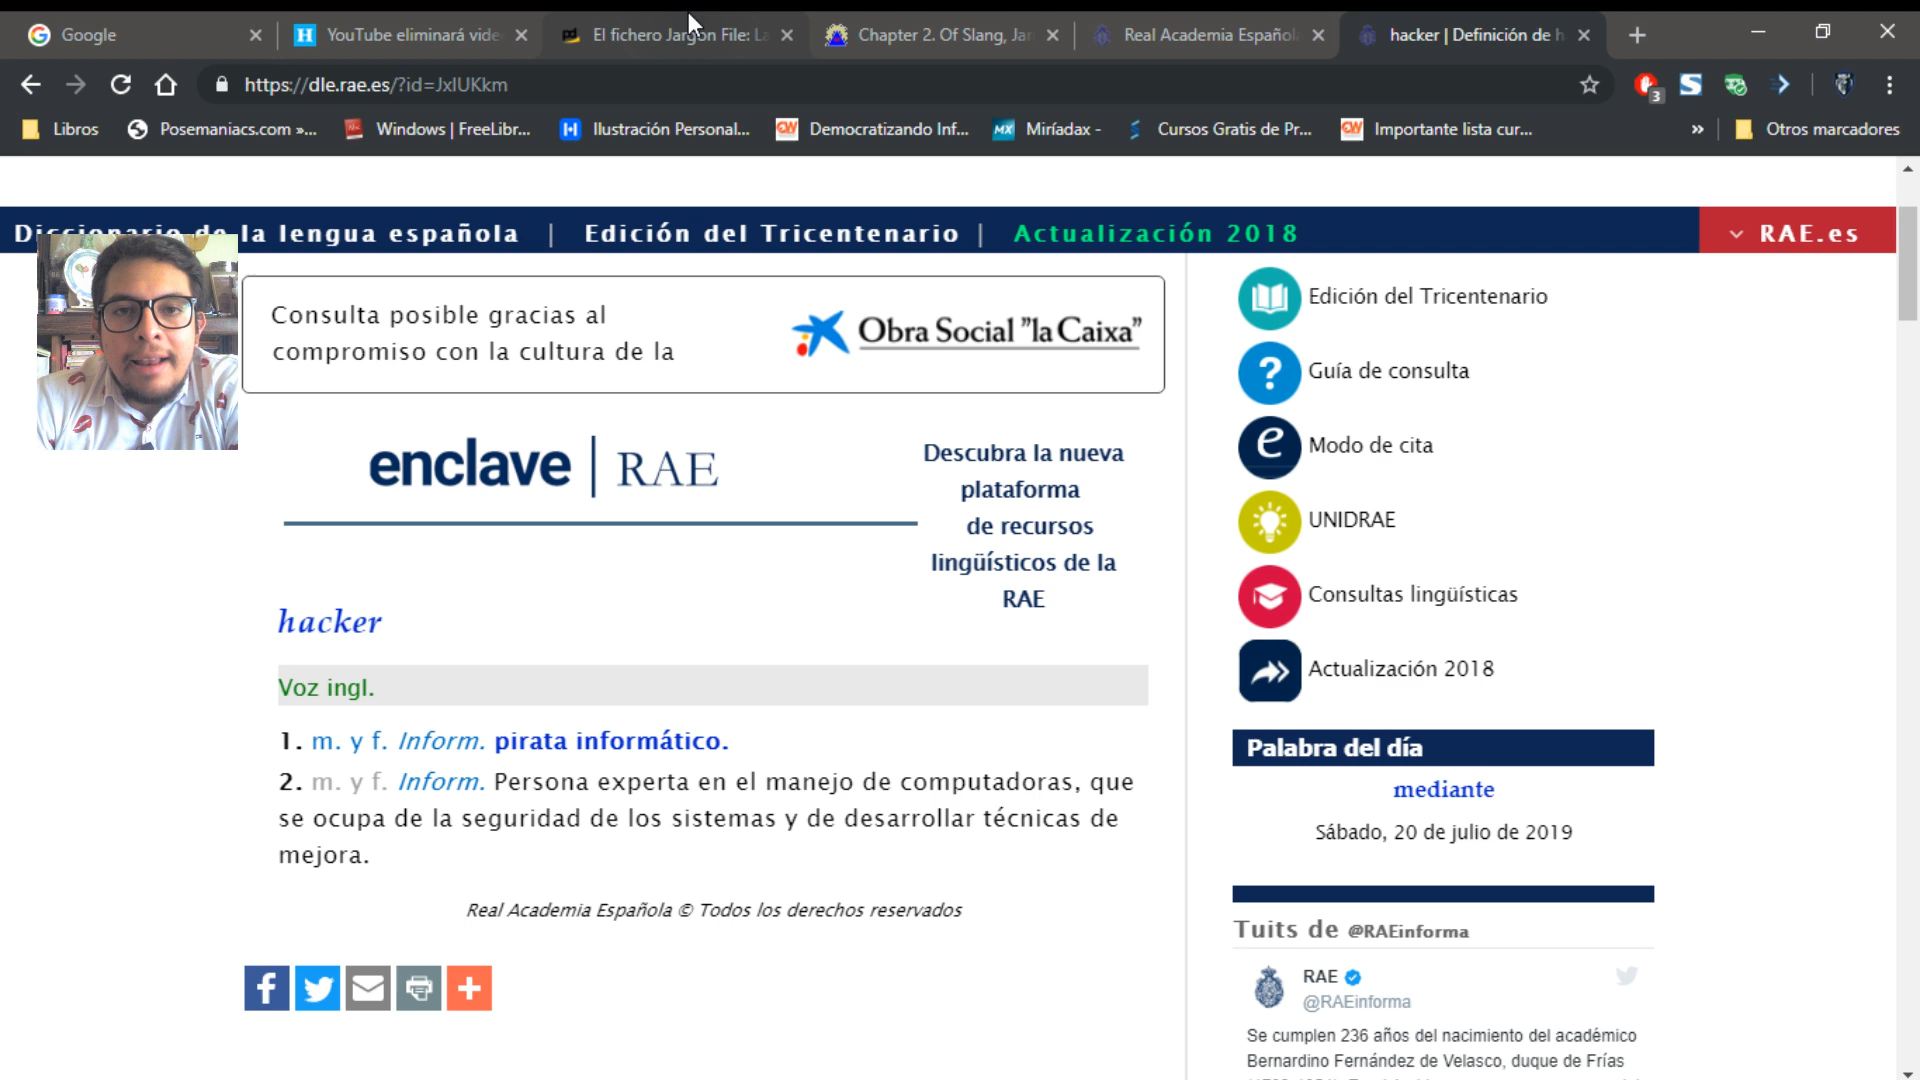 Google
YouTube eliminará vide
El fichero Jargon File: La
Chapter 2. Of Slang, Jar
Real Academia Español
hacker | Definición de h
https://dle.rae.es/?id=JxIUKkm
3
Libros
Posemaniacs.com »...
Windows | FreeLibr...
Ilustración Personal...
Democratizando Inf...
Miríadax -
Cursos Gratis de Pr...
Importante lista cur...
»
Otros marcadores
Diccionario de la lengua española | Edición del Tricentenario | Actualización 2018
RAE.es
Consulta posible gracias al
compromiso con la cultura de la
Obra Social "la Caixa"
enclave | RAE
Descubra la nueva
plataforma
de recursos
lingüísticos de la
RAE
hacker
Voz ingl.
1. m. y f. Inform. pirata informático.
2. m. y f. Inform. Persona experta en el manejo de computadoras, que
se ocupa de la seguridad de los sistemas y de desarrollar técnicas de
mejora.
Real Academia Española © Todos los derechos reservados
Edición del Tricentenario
Guía de consulta
Modo de cita
UNIDRAE
Consultas lingüísticas
Actualización 2018
Palabra del día
mediante
Sábado, 20 de julio de 2019
Tuits de @RAEinforma
RAE
@RAEinforma
Se cumplen 236 años del nacimiento del académico
Bernardino Fernández de Velasco, duque de Frías